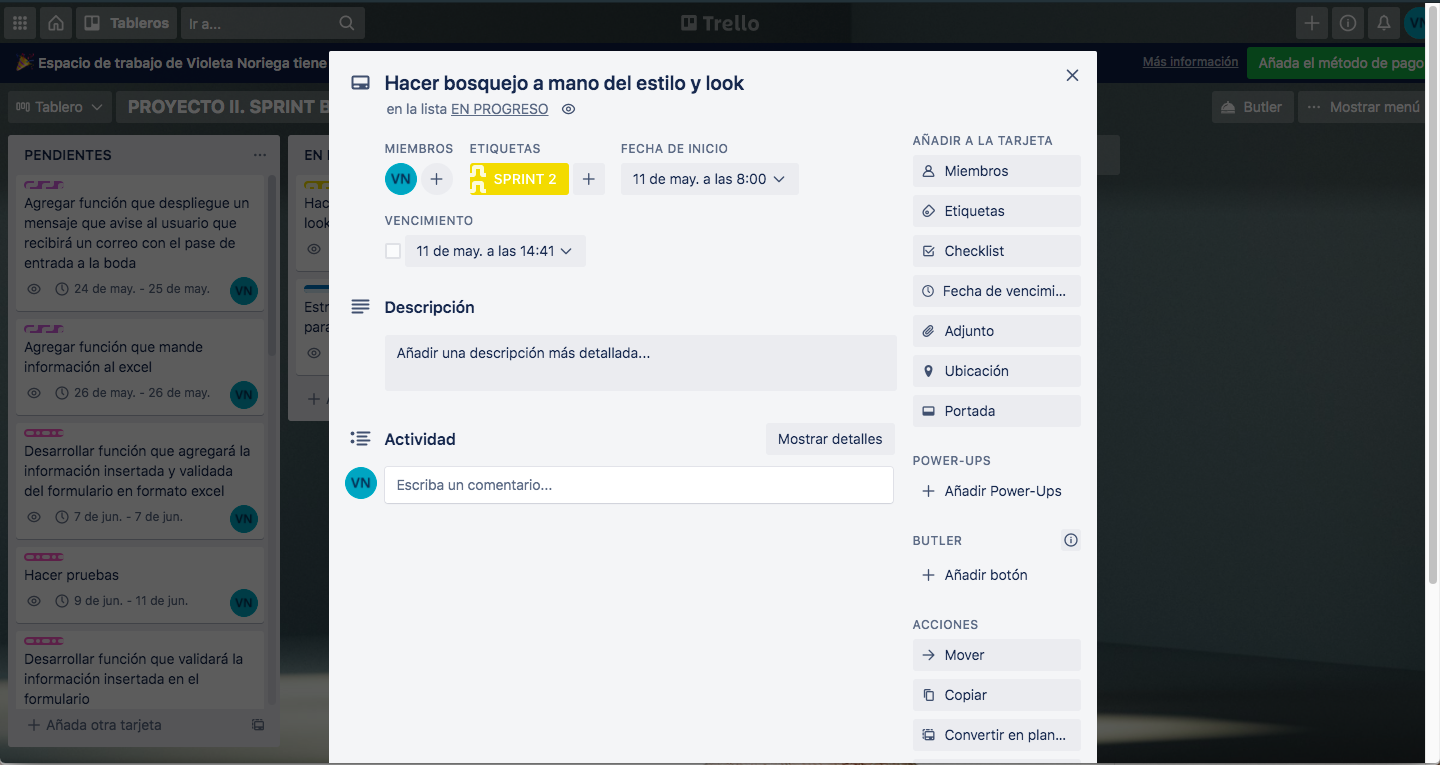 Tableros
Ir a...
Trello
VN
🎉 Espacio de trabajo de Violeta Noriega tiene
Más información
Añada el método de pago
Tablero
PROYECTO II. SPRINT B
Butler
Mostrar menú
PENDIENTES
Agregar función que despliegue un
mensaje que avise al usuario que
recibirá un correo con el pase de
entrada a la boda
24 de may. - 25 de may.
VN
Agregar función que mande
información al excel
26 de may. - 26 de may.
VN
Desarrollar función que agregará la
información insertada y validada
del formulario en formato excel
7 de jun. - 7 de jun.
VN
Hacer pruebas
9 de jun. - 11 de jun.
VN
Desarrollar función que validará la
información insertada en el
formulario
+ Añada otra tarjeta
EN
Hac
look
Estr
para
Hacer bosquejo a mano del estilo y look
en la lista EN PROGRESO
MIEMBROS
VN
ETIQUETAS
SPRINT 2
FECHA DE INICIO
11 de may. a las 8:00
VENCIMIENTO
11 de may. a las 14:41
Descripción
Añadir una descripción más detallada...
Actividad
Mostrar detalles
VN
Escriba un comentario...
AÑADIR A LA TARJETA
Miembros
Etiquetas
Checklist
Fecha de vencimi...
Adjunto
Ubicación
Portada
POWER-UPS
+ Añadir Power-Ups
BUTLER
+ Añadir botón
ACCIONES
Mover
Copiar
Convertir en plan...